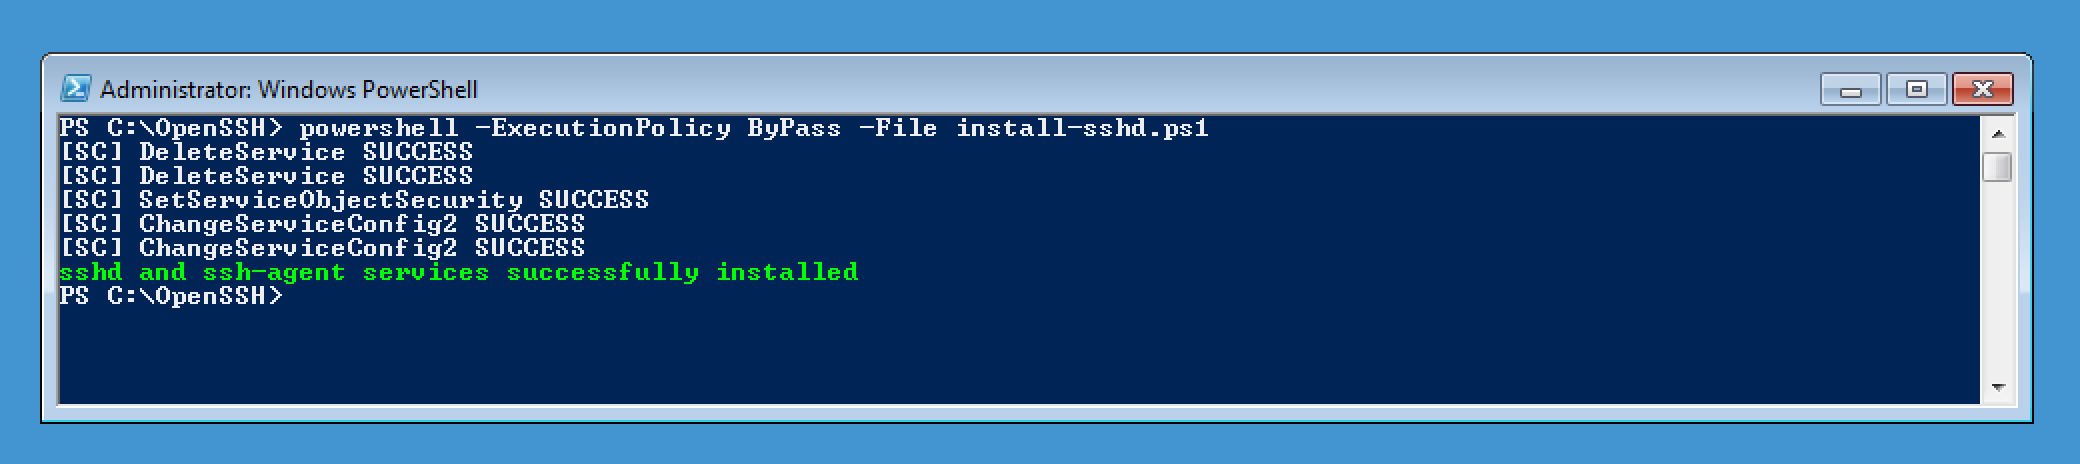 Administrator: Windows PowerShell
PS C:\OpenSSH> powershell -ExecutionPolicy ByPass -File install-sshd.ps1
[SC] DeleteService SUCCESS
[SC] DeleteService SUCCESS
[SC] SetServiceObjectSecurity SUCCESS
[SC] ChangeServiceConfig2 SUCCESS
[SC] ChangeServiceConfig2 SUCCESS
sshd and ssh-agent services successfully installed
PS C:\OpenSSH>